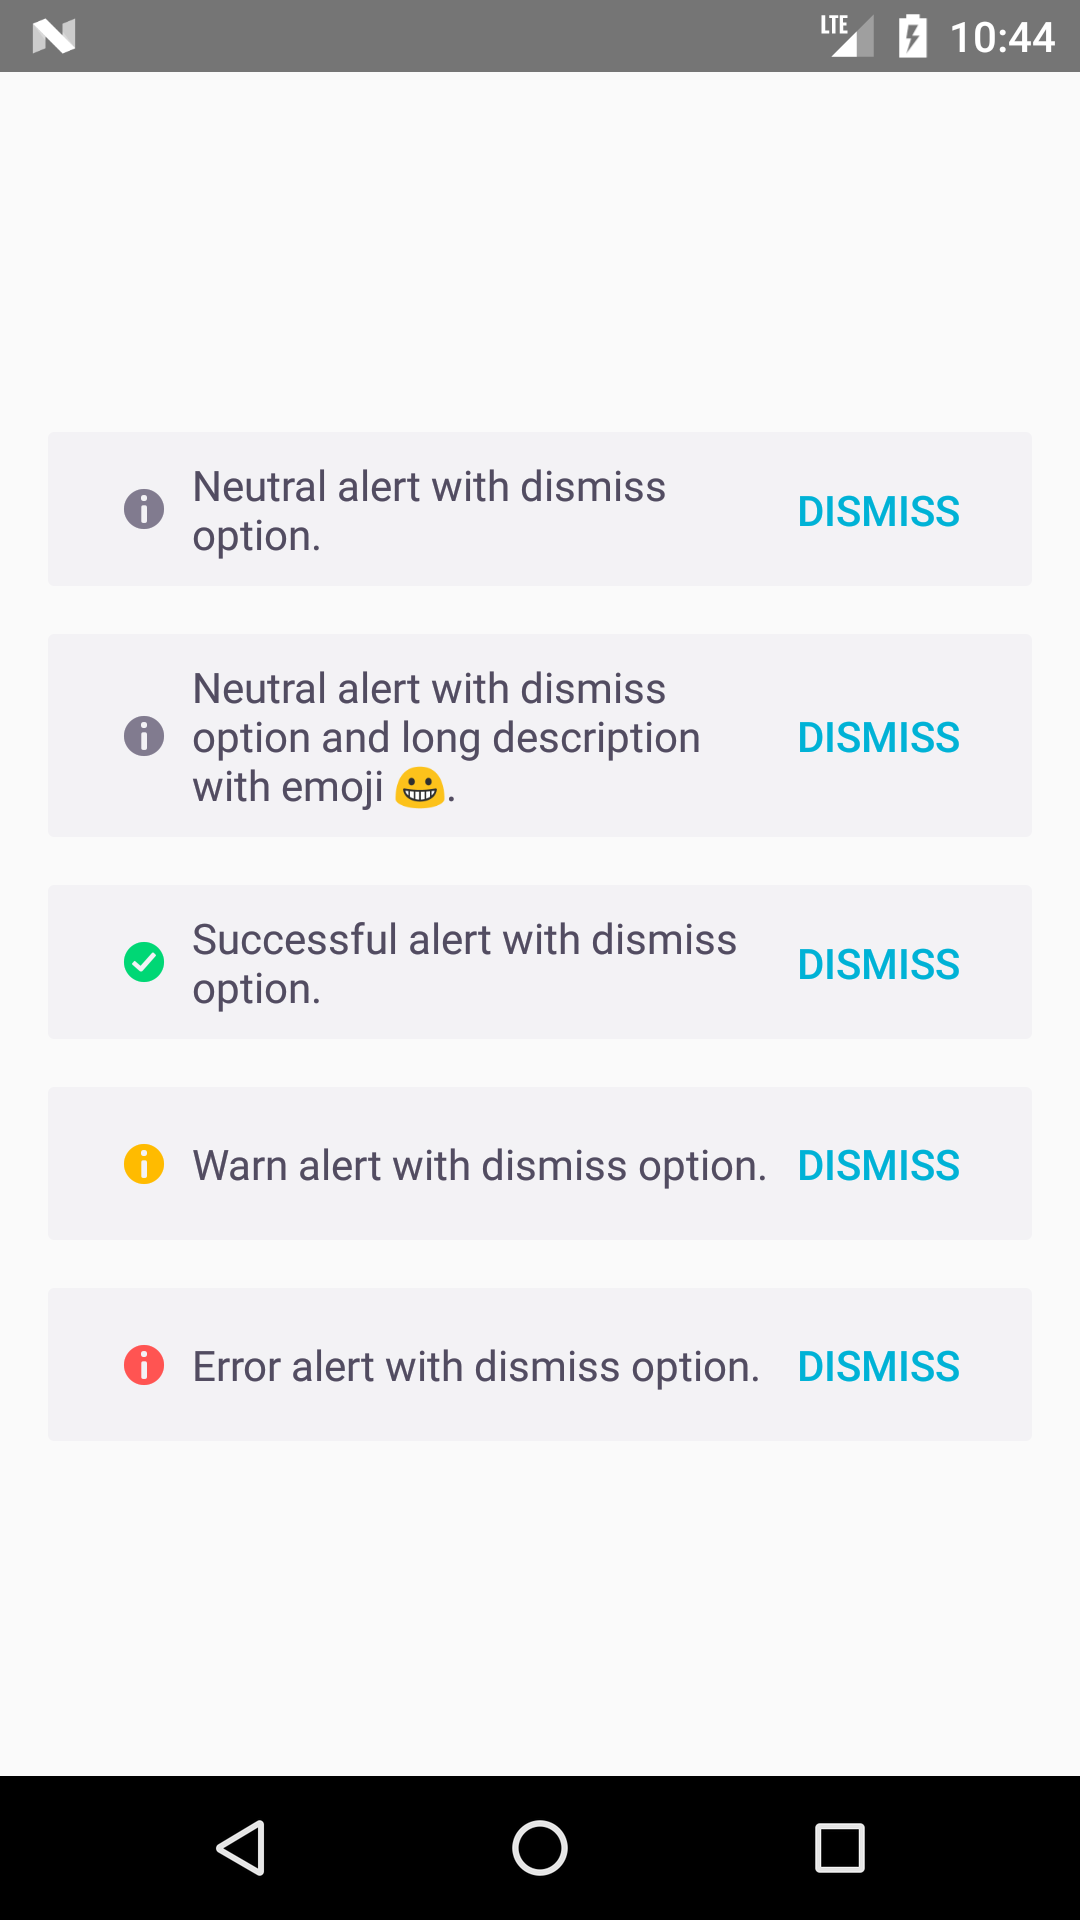 LTE 10:44
Neutral alert with dismiss
option.
DISMISS
Neutral alert with dismiss
option and long description
with emoji 😀.
DISMISS
Successful alert with dismiss
option.
DISMISS
Warn alert with dismiss option. DISMISS
Error alert with dismiss option. DISMISS